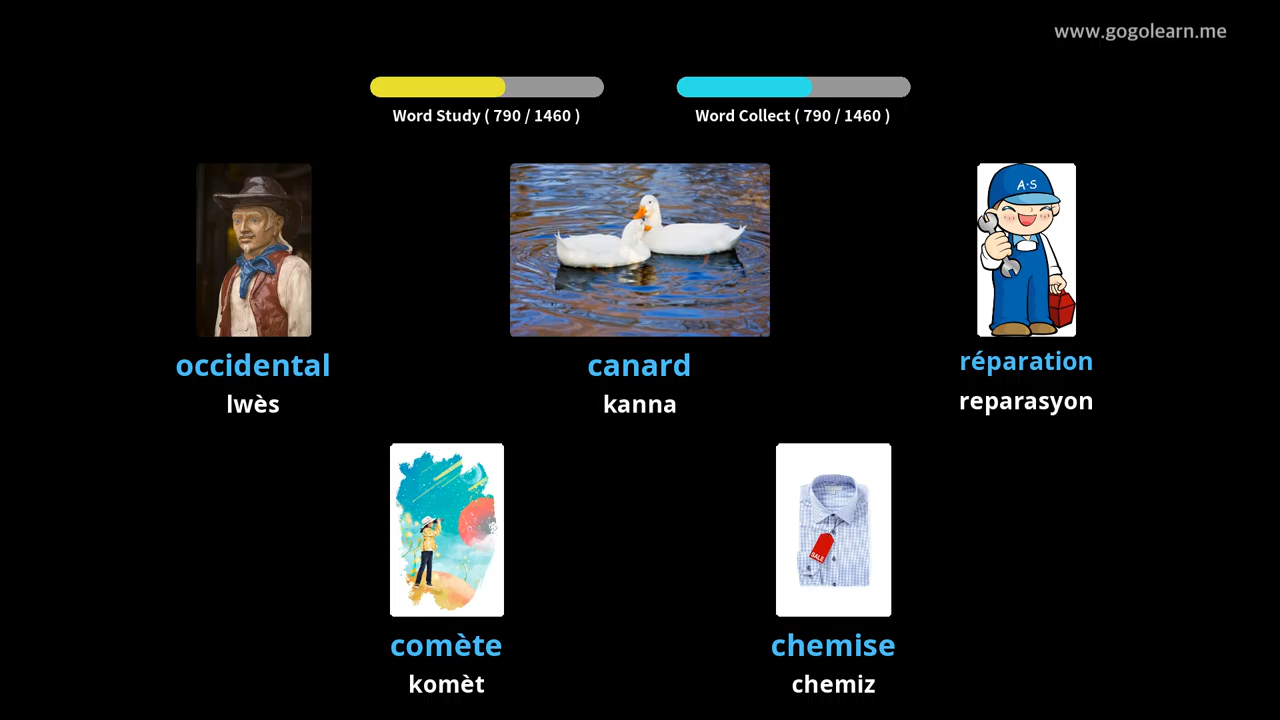 www.gogolearn.me
Word Study ( 790 / 1460 )
Word Collect ( 790 / 1460 )
A·S
occidental
canard
réparation
lwès
kanna
reparasyon
SALE
comète
chemise
komèt
chemiz